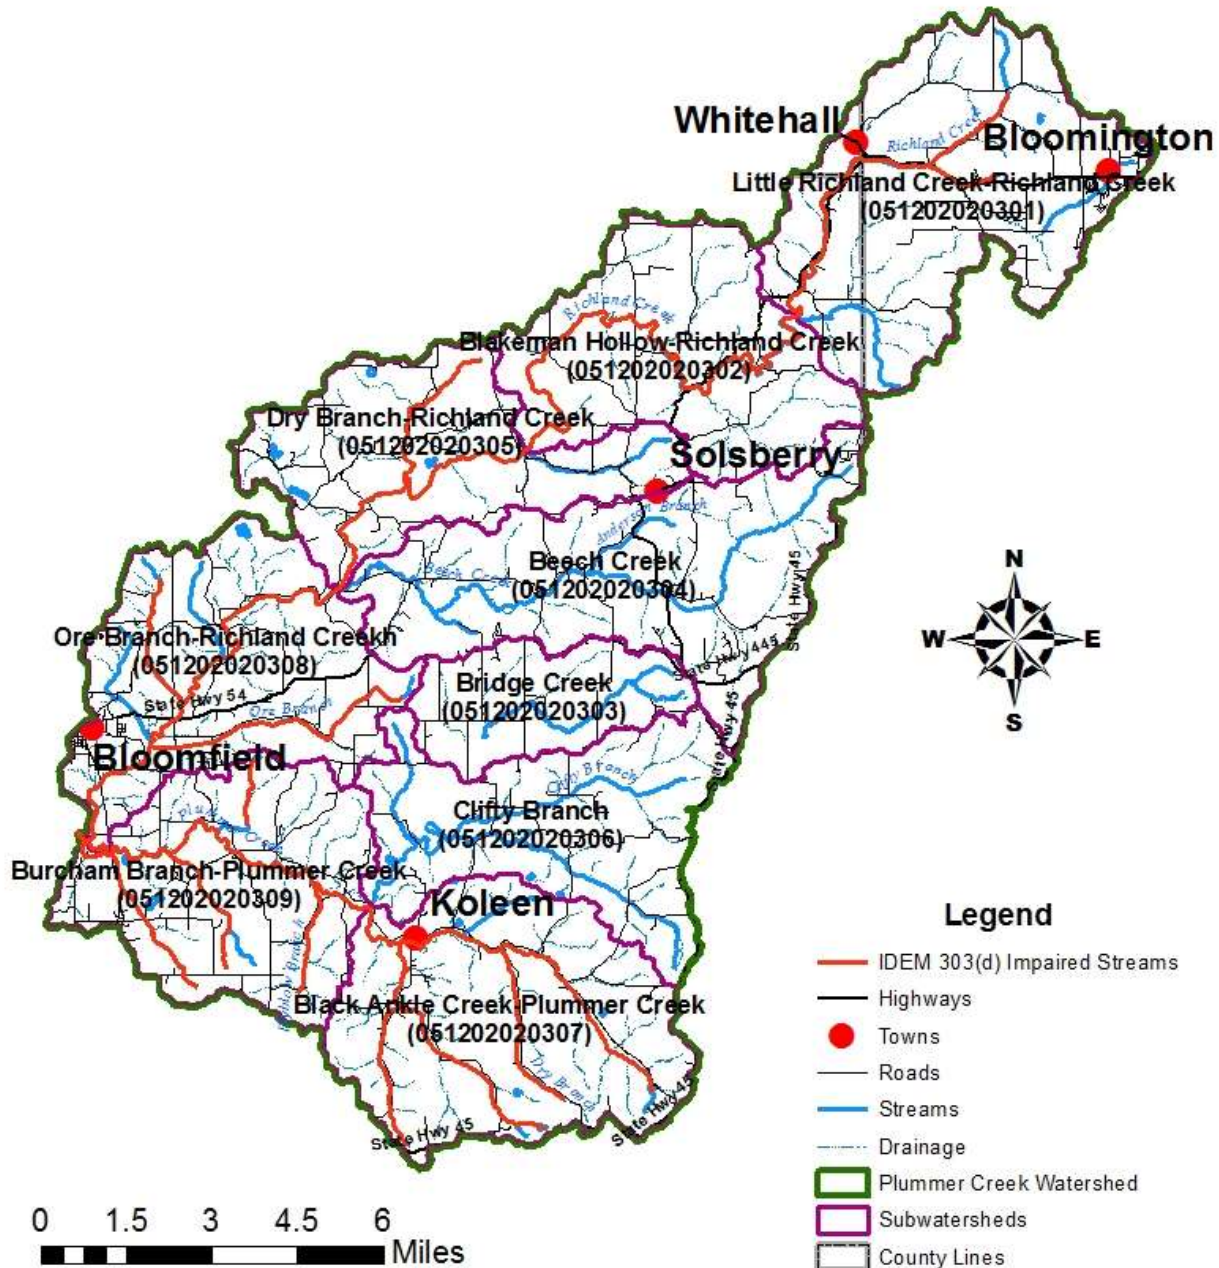 Whitehall
Richland Creek
Bloomington
Little Richland Creek-Richland Creek
(051202020301)
Richland Creek
Blakeman Hollow-Richland Creek
(051202020302)
Dry Branch-Richland Creek
(051202020305)
Solsberry
Anderson Branch
Beech Creek
Beech Creek
(051202020304)
State Hwy 45
N
W
E
S
Ore Branch-Richland Creekh
(051202020308)
State Hwy 445
State Hwy 54
Ore Branch
Bridge Creek
(051202020303)
State Hwy 45
Bloomfield
Clifty Branch
Clifty Branch
(051202020306)
Plummer Creek
Burcham Branch-Plummer Creek
(051202020309)
Koleen
Black Ankle Creek-Plummer Creek
(051202020307)
Dry Branch
State Hwy 45
State Hwy 45
Legend
IDEM 303(d) Impaired Streams
Highways
Towns
Roads
Streams
Drainage
Plummer Creek Watershed
Subwatersheds
County Lines
0 1.5 3 4.5 6
Miles